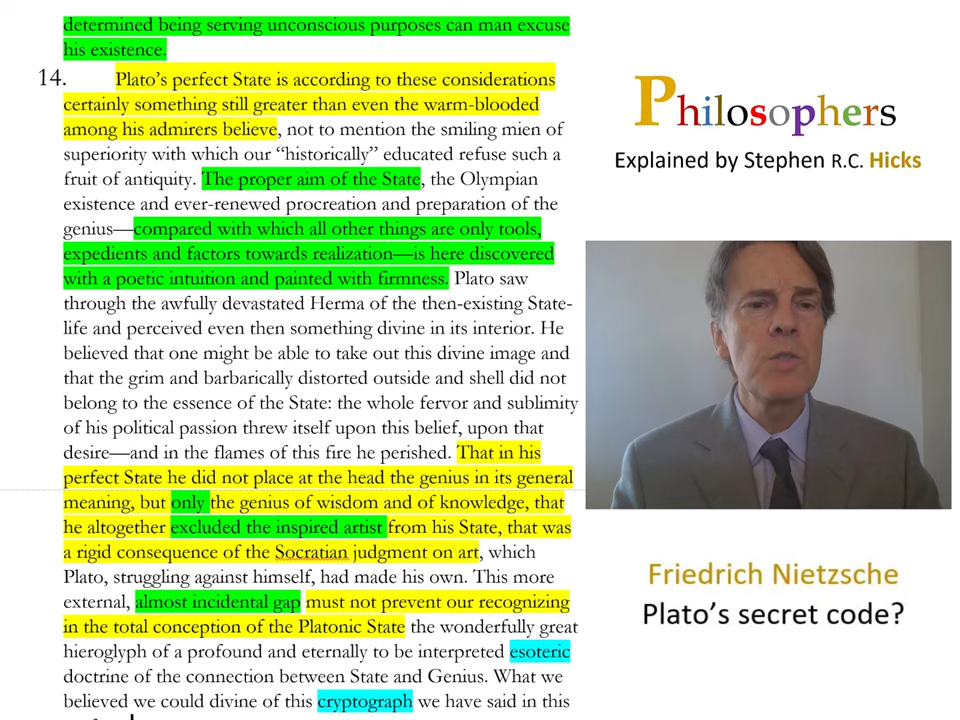 determined being serving unconscious purposes can man excuse
his existence.
14. Plato’s perfect State is according to these considerations
certainly something still greater than even the warm-blooded
among his admirers believe, not to mention the smiling mien of
superiority with which our “historically” educated refuse such a
fruit of antiquity. The proper aim of the State, the Olympian
existence and ever-renewed procreation and preparation of the
genius—compared with which all other things are only tools,
expedients and factors towards realization—is here discovered
with a poetic intuition and painted with firmness. Plato saw
through the awfully devastated Herma of the then-existing State-
life and perceived even then something divine in its interior. He
believed that one might be able to take out this divine image and
that the grim and barbarically distorted outside and shell did not
belong to the essence of the State: the whole fervor and sublimity
of his political passion threw itself upon this belief, upon that
desire—and in the flames of this fire he perished. That in his
perfect State he did not place at the head the genius in its general
meaning, but only the genius of wisdom and of knowledge, that
he altogether excluded the inspired artist from his State, that was
a rigid consequence of the Socratian judgment on art, which
Plato, struggling against himself, had made his own. This more
external, almost incidental gap must not prevent our recognizing
in the total conception of the Platonic State the wonderfully great
hieroglyph of a profound and eternally to be interpreted esoteric
doctrine of the connection between State and Genius. What we
believed we could divine of this cryptograph we have said in this
Philosophers
Explained by Stephen R.C. Hicks
Friedrich Nietzsche
Plato’s secret code?